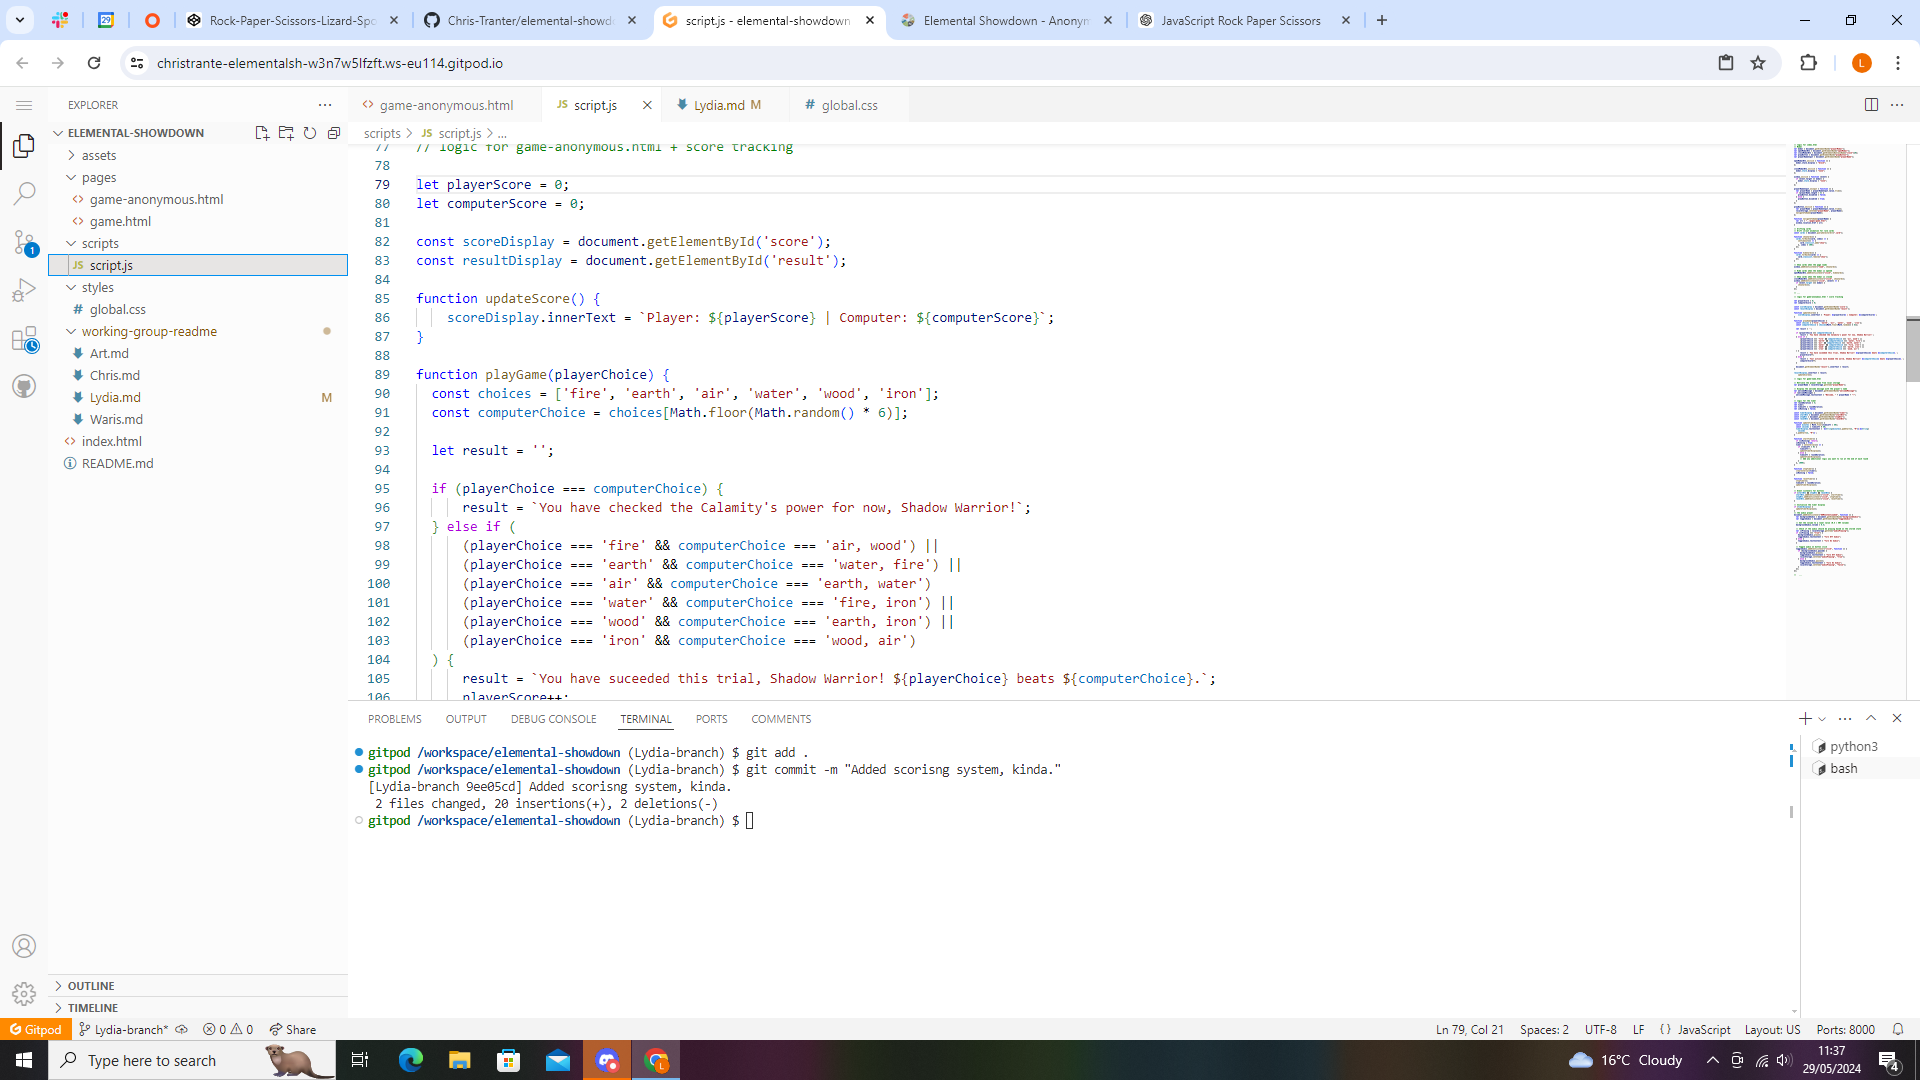 Rock-Paper-Scissors-Lizard-Spo
Chris-Tranter/elemental-showd
script.js - elemental-showdown
Elemental Showdown - Anonym
JavaScript Rock Paper Scissors
christrante-elementalsh-w3n7w5lfzft.ws-eu114.gitpod.io
L
EXPLORER
ELEMENTAL-SHOWDOWN
assets
pages
game-anonymous.html
game.html
scripts
JS script.js
styles
# global.css
working-group-readme
Art.md
Chris.md
Lydia.md M
Waris.md
index.html
README.md
OUTLINE
TIMELINE
1
game-anonymous.html
JS script.js
Lydia.md M
# global.css
scripts > JS script.js > ...
77 // logic for game-anonymous.html + score tracking
78
79 let playerScore = 0;
80 let computerScore = 0;
81
82 const scoreDisplay = document.getElementById('score');
83 const resultDisplay = document.getElementById('result');
84
85 function updateScore() {
86 scoreDisplay.innerText = `Player: ${playerScore} | Computer: ${computerScore}`;
87 }
88
89 function playGame(playerChoice) {
90 const choices = ['fire', 'earth', 'air', 'water', 'wood', 'iron'];
91 const computerChoice = choices[Math.floor(Math.random() * 6)];
92
93 let result = '';
94
95 if (playerChoice === computerChoice) {
96 result = `You have checked the Calamity's power for now, Shadow Warrior!`;
97 } else if (
98 (playerChoice === 'fire' && computerChoice === 'air, wood') ||
99 (playerChoice === 'earth' && computerChoice === 'water, fire') ||
100 (playerChoice === 'air' && computerChoice === 'earth, water')
101 (playerChoice === 'water' && computerChoice === 'fire, iron') ||
102 (playerChoice === 'wood' && computerChoice === 'earth, iron') ||
103 (playerChoice === 'iron' && computerChoice === 'wood, air')
104 ) {
105 result = `You have suceeded this trial, Shadow Warrior! ${playerChoice} beats ${computerChoice}.`;
106 playerScore++;
PROBLEMS OUTPUT DEBUG CONSOLE TERMINAL PORTS COMMENTS
gitpod /workspace/elemental-showdown (Lydia-branch) $ git add .
gitpod /workspace/elemental-showdown (Lydia-branch) $ git commit -m "Added scorisng system, kinda."
[Lydia-branch 9ee05cd] Added scorisng system, kinda.
2 files changed, 20 insertions(+), 2 deletions(-)
gitpod /workspace/elemental-showdown (Lydia-branch) $
python3
bash
Gitpod Lydia-branch* 0 0 Share
Ln 79, Col 21 Spaces: 2 UTF-8 LF { } JavaScript Layout: US Ports: 8000
Type here to search
L
16°C Cloudy
11:37
29/05/2024
4